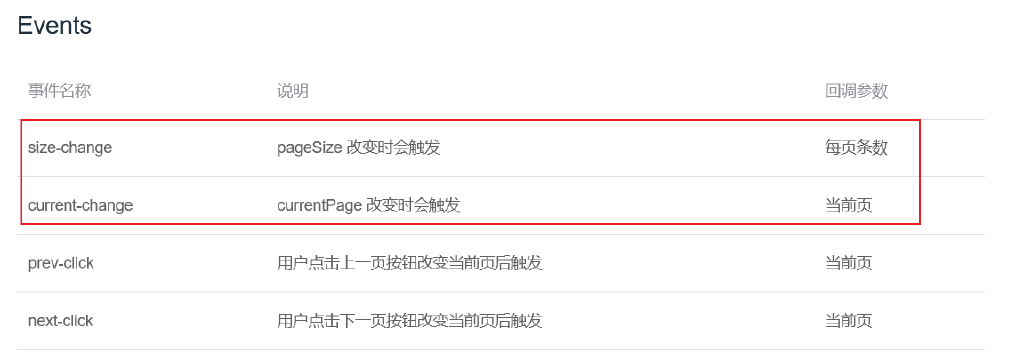 Events
事件名称 说明 回调参数
size-change pageSize 改变时会触发 每页条数
current-change currentPage 改变时会触发 当前页
prev-click 用户点击上一页按钮改变当前页后触发 当前页
next-click 用户点击下一页按钮改变当前页后触发 当前页